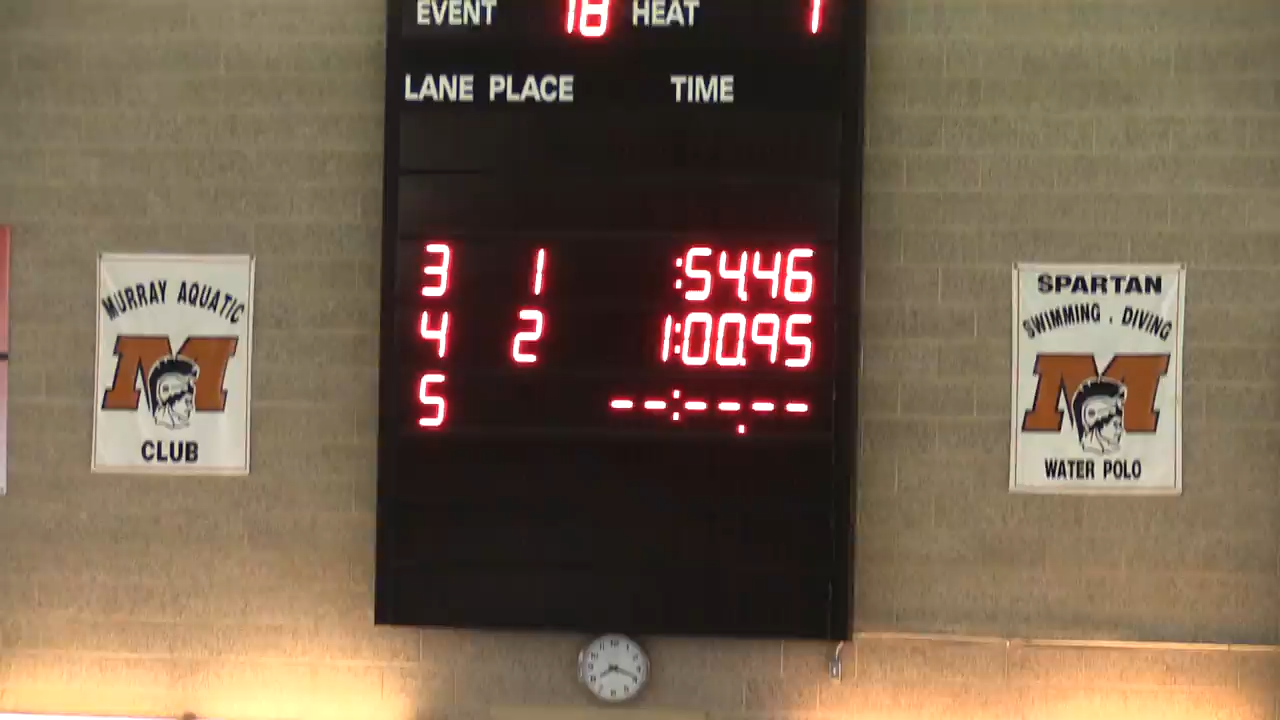 EVENT 18 HEAT 1
LANE PLACE TIME
3 1 :54.46
4 2 1:00.95
5 --:--.--
MURRAY AQUATIC
M
CLUB
SPARTAN
SWIMMING . DIVING
M
WATER POLO